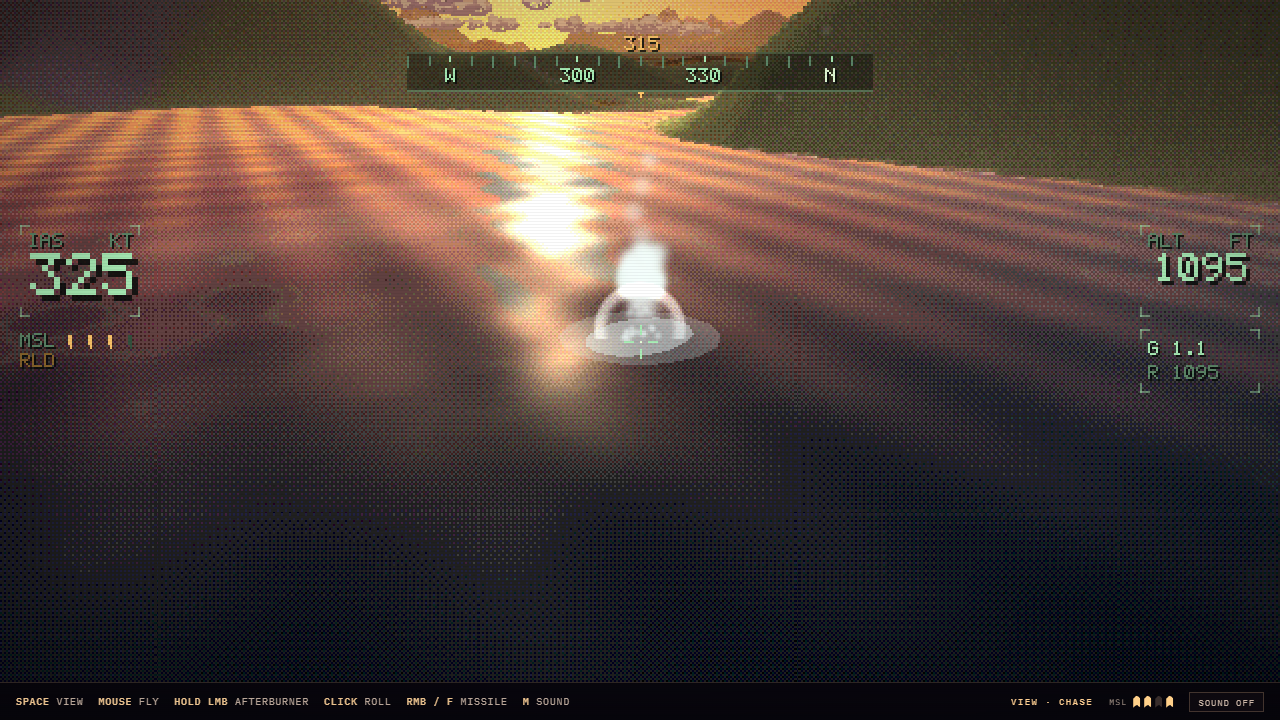 315
W 300 330 N
IAS KT
325
MSL
RLD
ALT FT
1095
G 1.1
R 1095
SPACE VIEW MOUSE FLY HOLD LMB AFTERBURNER CLICK ROLL RMB / F MISSILE M SOUND
VIEW · CHASE MSL SOUND OFF